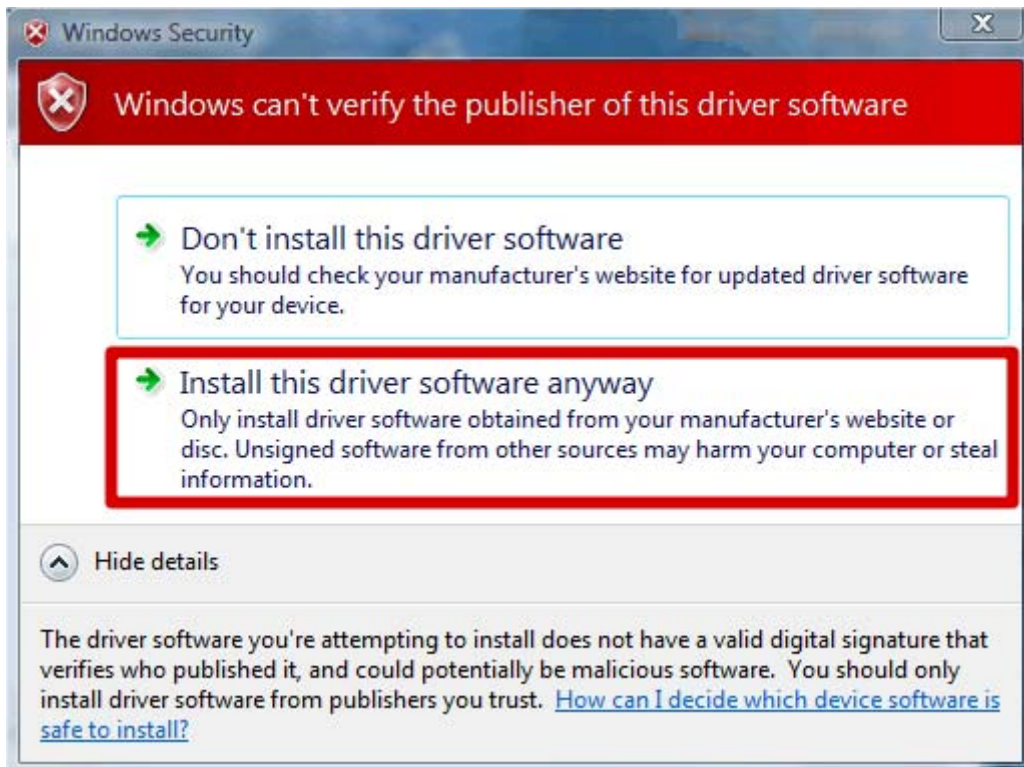 Windows Security
Windows can't verify the publisher of this driver software
Don't install this driver software
You should check your manufacturer's website for updated driver software
for your device.
Install this driver software anyway
Only install driver software obtained from your manufacturer's website or
disc. Unsigned software from other sources may harm your computer or steal
information.
Hide details
The driver software you're attempting to install does not have a valid digital signature that
verifies who published it, and could potentially be malicious software. You should only
install driver software from publishers you trust. How can I decide which device software is
safe to install?